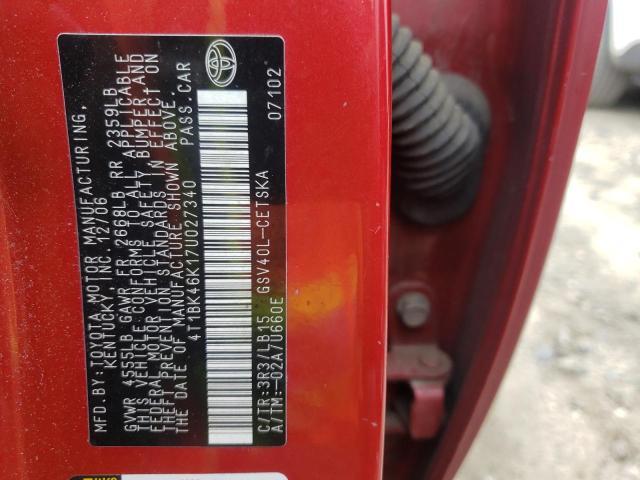 MFD.BY:TOYOTA MOTOR MANUFACTURING,
KENTUCKY, INC. 12/06
GVWR 4555LB GAWR FR 2668LB RR 2359LB
THIS VEHICLE CONFORMS TO ALL APPLICABLE
FEDERAL MOTOR VEHICLE SAFETY, BUMPER,AND
THEFT PREVENTION STANDARDS IN EFFECT ON
THE DATE OF MANUFACTURE SHOWN ABOVE.
4T1BK46K17U027340 PASS.CAR
C/TR:3R3/LB15 GSV40L-CETSKA
A/TM:-02A/U660E 07102